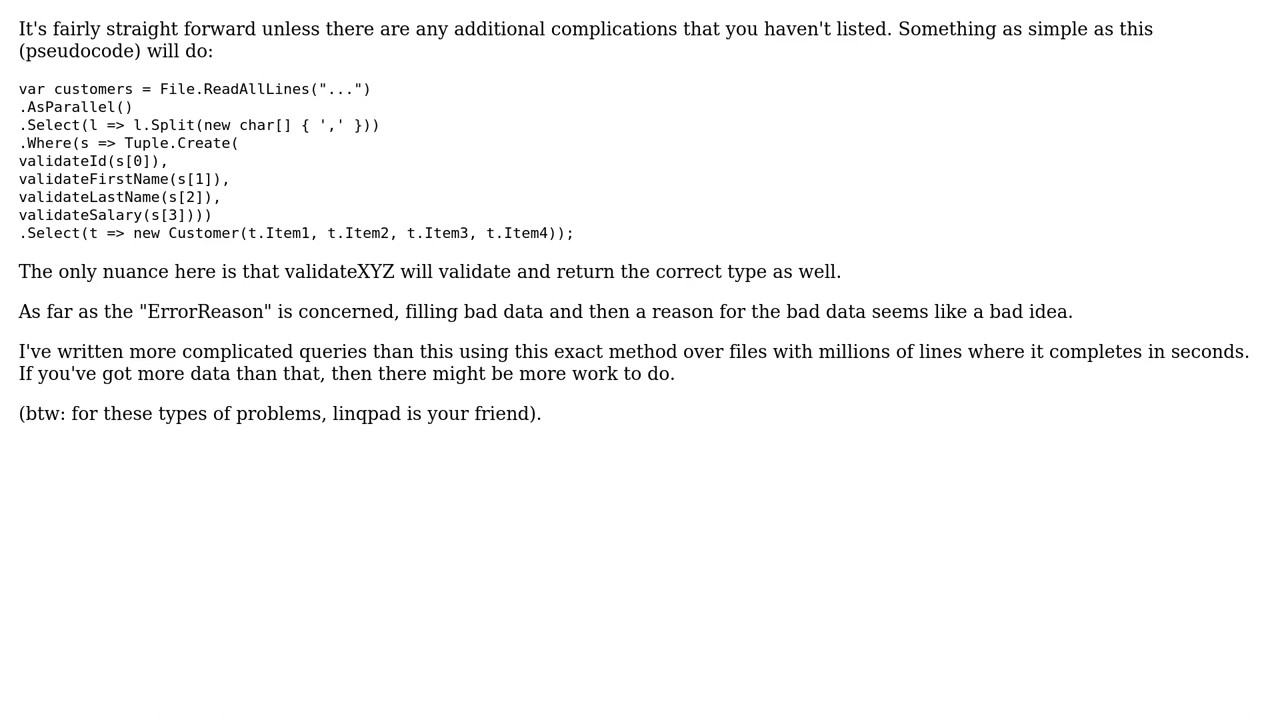 It's fairly straight forward unless there are any additional complications that you haven't listed. Something as simple as this
(pseudocode) will do:
var customers = File.ReadAllLines("...")
.AsParallel()
.Select(l => l.Split(new char[] { ',' }))
.Where(s => Tuple.Create(
validateId(s[0]),
validateFirstName(s[1]),
validateLastName(s[2]),
validateSalary(s[3])))
.Select(t => new Customer(t.Item1, t.Item2, t.Item3, t.Item4));
The only nuance here is that validateXYZ will validate and return the correct type as well.
As far as the "ErrorReason" is concerned, filling bad data and then a reason for the bad data seems like a bad idea.
I've written more complicated queries than this using this exact method over files with millions of lines where it completes in seconds.
If you've got more data than that, then there might be more work to do.
(btw: for these types of problems, linqpad is your friend).